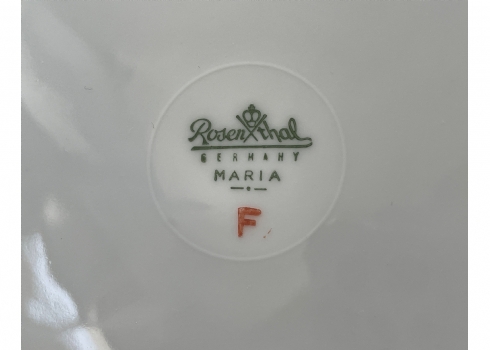 Rosenthal
GERMANY
MARIA
F